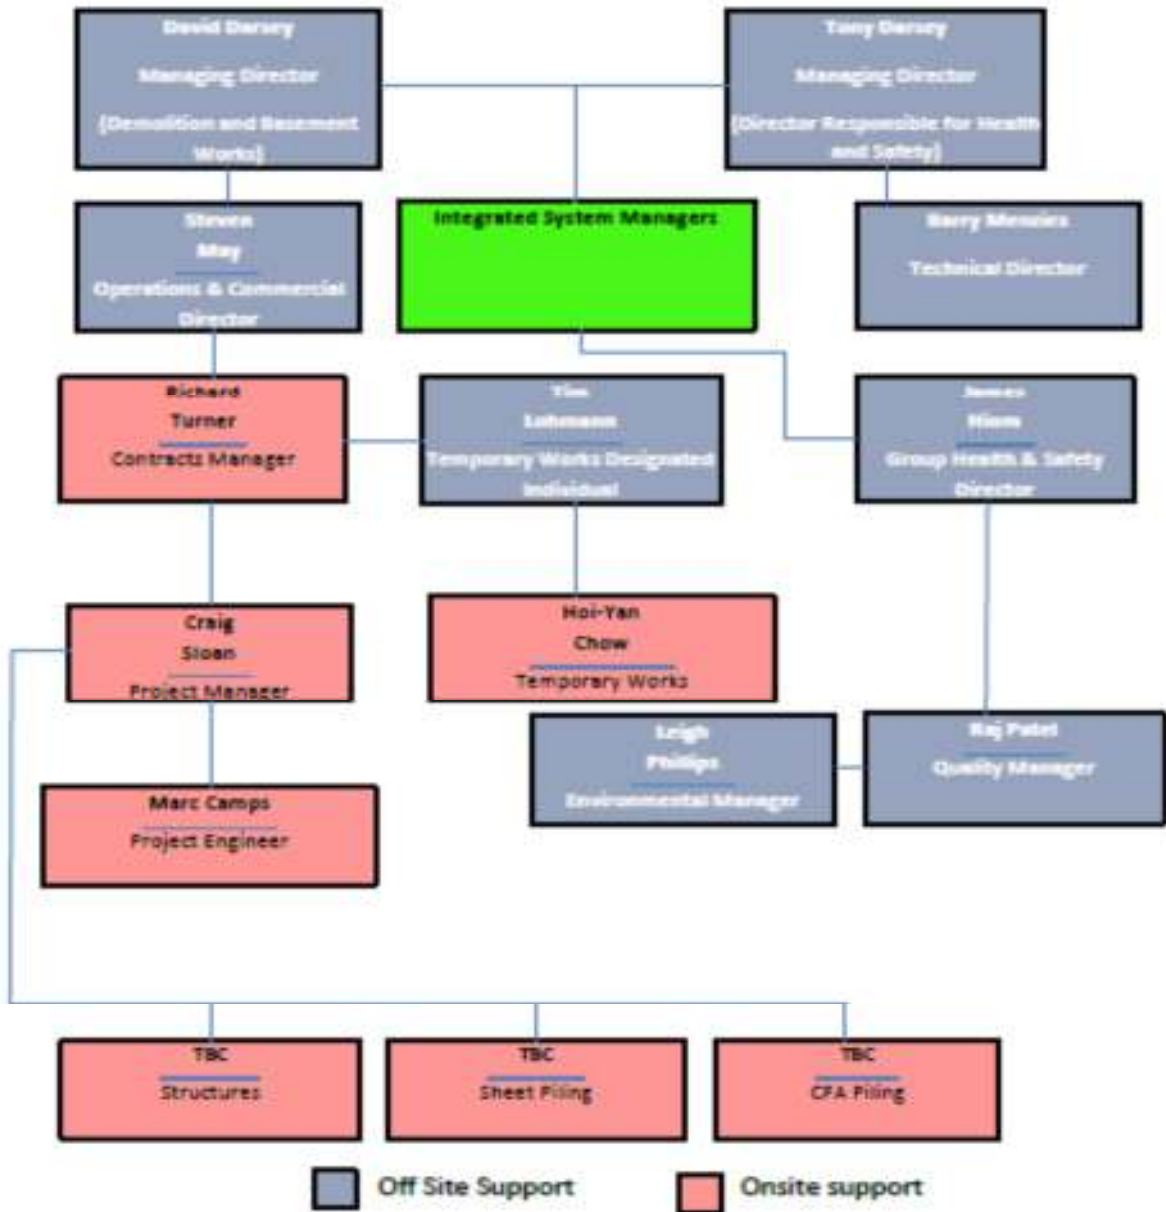 David Darsey
Managing Director
(Demolition and Basement
Works)
Tony Darsey
Managing Director
(Director Responsible for Health
and Safety)
Steven
May
Operations & Commercial
Director
Integrated System Managers
Barry Menzies
Technical Director
Richard
Turner
Contracts Manager
Tim
Lohmann
Temporary Works Designated
Individual
James
Group Health & Safety
Director
Craig
Sloan
Project Manager
Hoi-Yan
Chow
Temporary Works
Leigh
Phillips
Environmental Manager
Raj Patel
Quality Manager
Marc Camps
Project Engineer
TBC
Structures
TBC
Sheet Piling
TBC
CFA Piling
Off Site Support
Onsite support